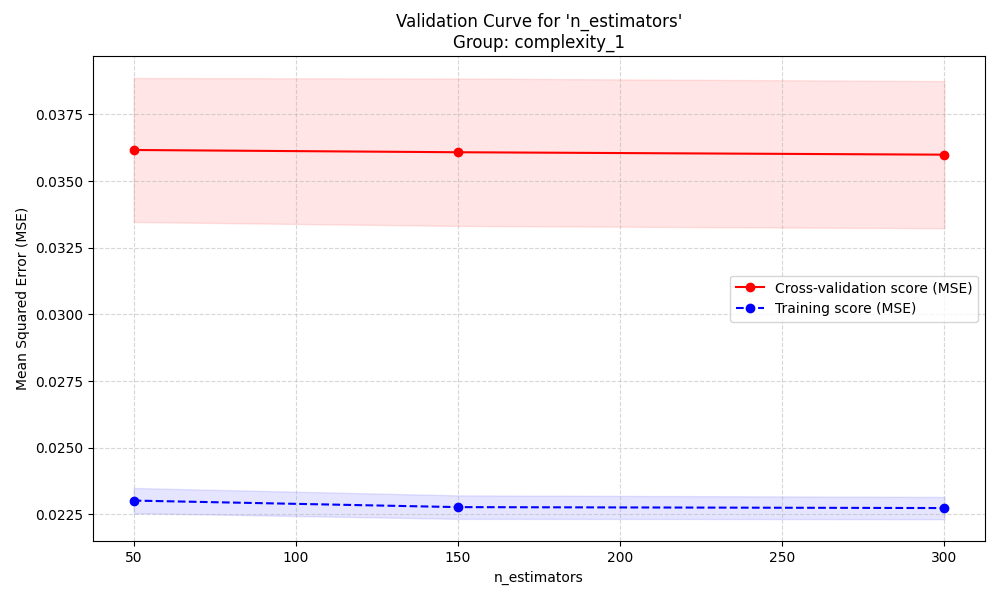 Validation Curve for 'n_estimators'
Group: complexity_1
Mean Squared Error (MSE)
0.0375
0.0350
0.0325
0.0300
0.0275
0.0250
0.0225
Cross-validation score (MSE)
Training score (MSE)
50
100
150
200
250
300
n_estimators